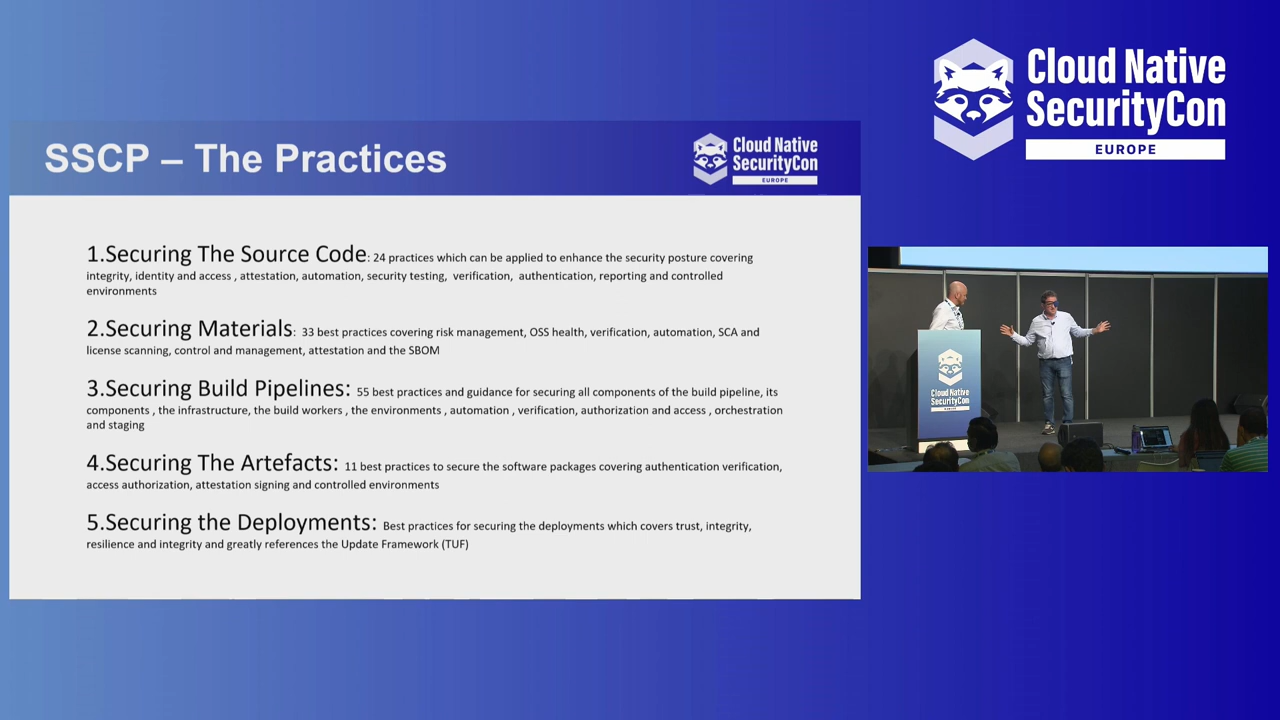 Cloud Native
SecurityCon
EUROPE
SSCP – The Practices
Cloud Native
SecurityCon
EUROPE
1.Securing The Source Code: 24 practices which can be applied to enhance the security posture covering
integrity, identity and access , attestation, automation, security testing, verification, authentication, reporting and controlled
environments
2.Securing Materials: 33 best practices covering risk management, OSS health, verification, automation, SCA and
license scanning, control and management, attestation and the SBOM
3.Securing Build Pipelines: 55 best practices and guidance for securing all components of the build pipeline, its
components , the infrastructure, the build workers , the environments , automation , verification, authorization and access , orchestration
and staging
4.Securing The Artefacts: 11 best practices to secure the software packages covering authentication verification,
access authorization, attestation signing and controlled environments
5.Securing the Deployments: Best practices for securing the deployments which covers trust, integrity,
resilience and integrity and greatly references the Update Framework (TUF)
Cloud Native
SecurityCon